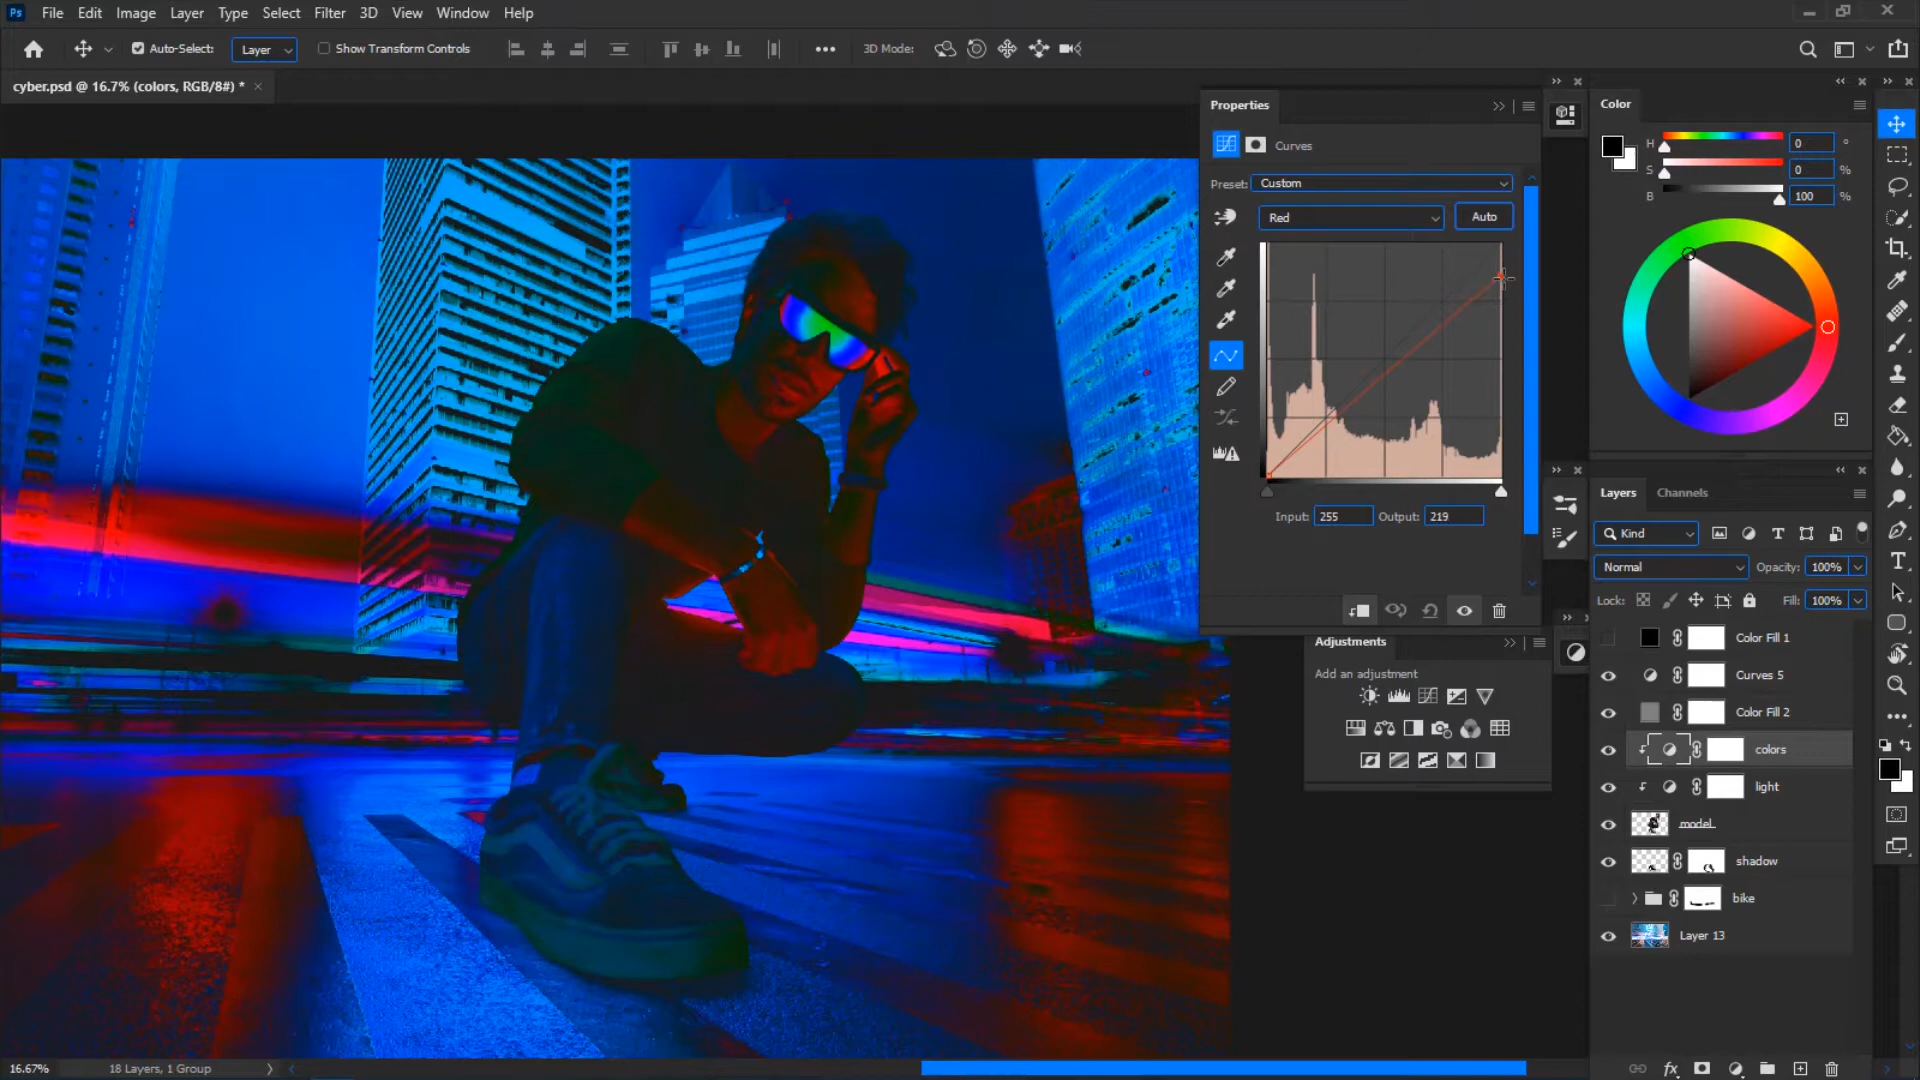 Ps File Edit Image Layer Type Select Filter 3D View Window Help
Auto-Select: Layer Show Transform Controls 3D Mode:
cyber.psd @ 16.7% (colors, RGB/8#) *
Properties
Curves
Preset: Custom
Red Auto
Input: 255 Output: 219
Adjustments
Add an adjustment
Color
H 0 °
S 0 %
B 100 %
Layers Channels
Kind
Normal Opacity: 100%
Lock: Fill: 100%
Color Fill 1
Curves 5
Color Fill 2
colors
light
model
shadow
bike
Layer 13
16.67% 18 Layers, 1 Group